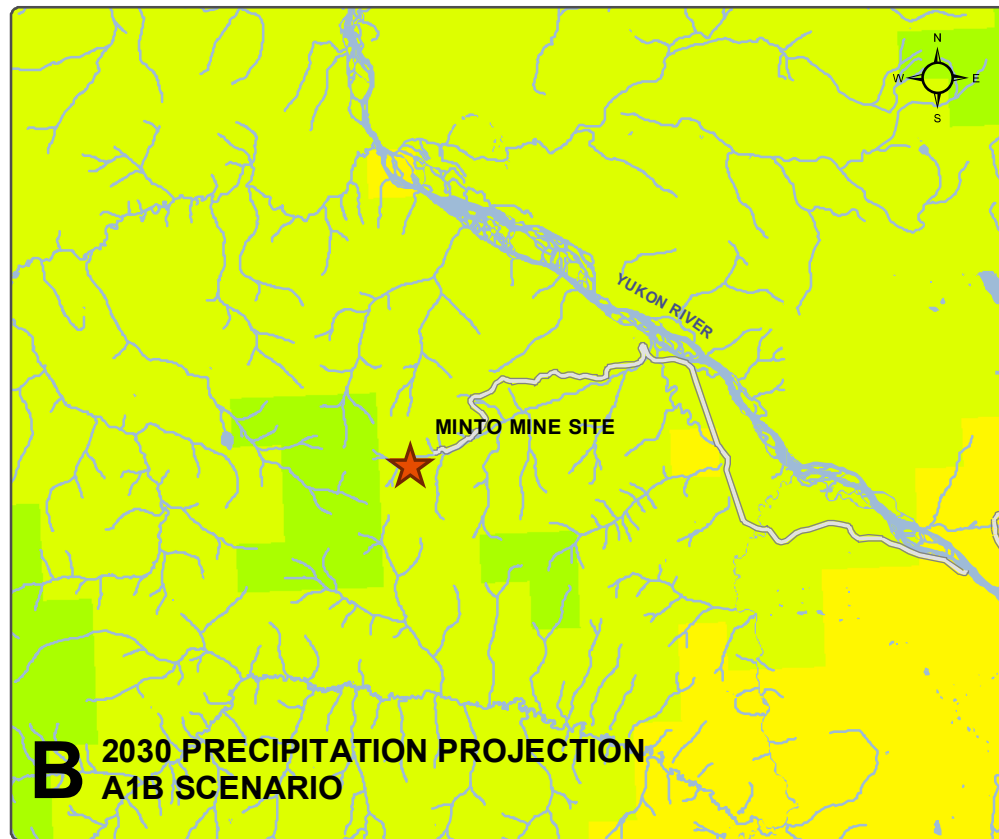 N
W E
S
YUKON RIVER
MINTO MINE SITE
B 2030 PRECIPITATION PROJECTION
A1B SCENARIO